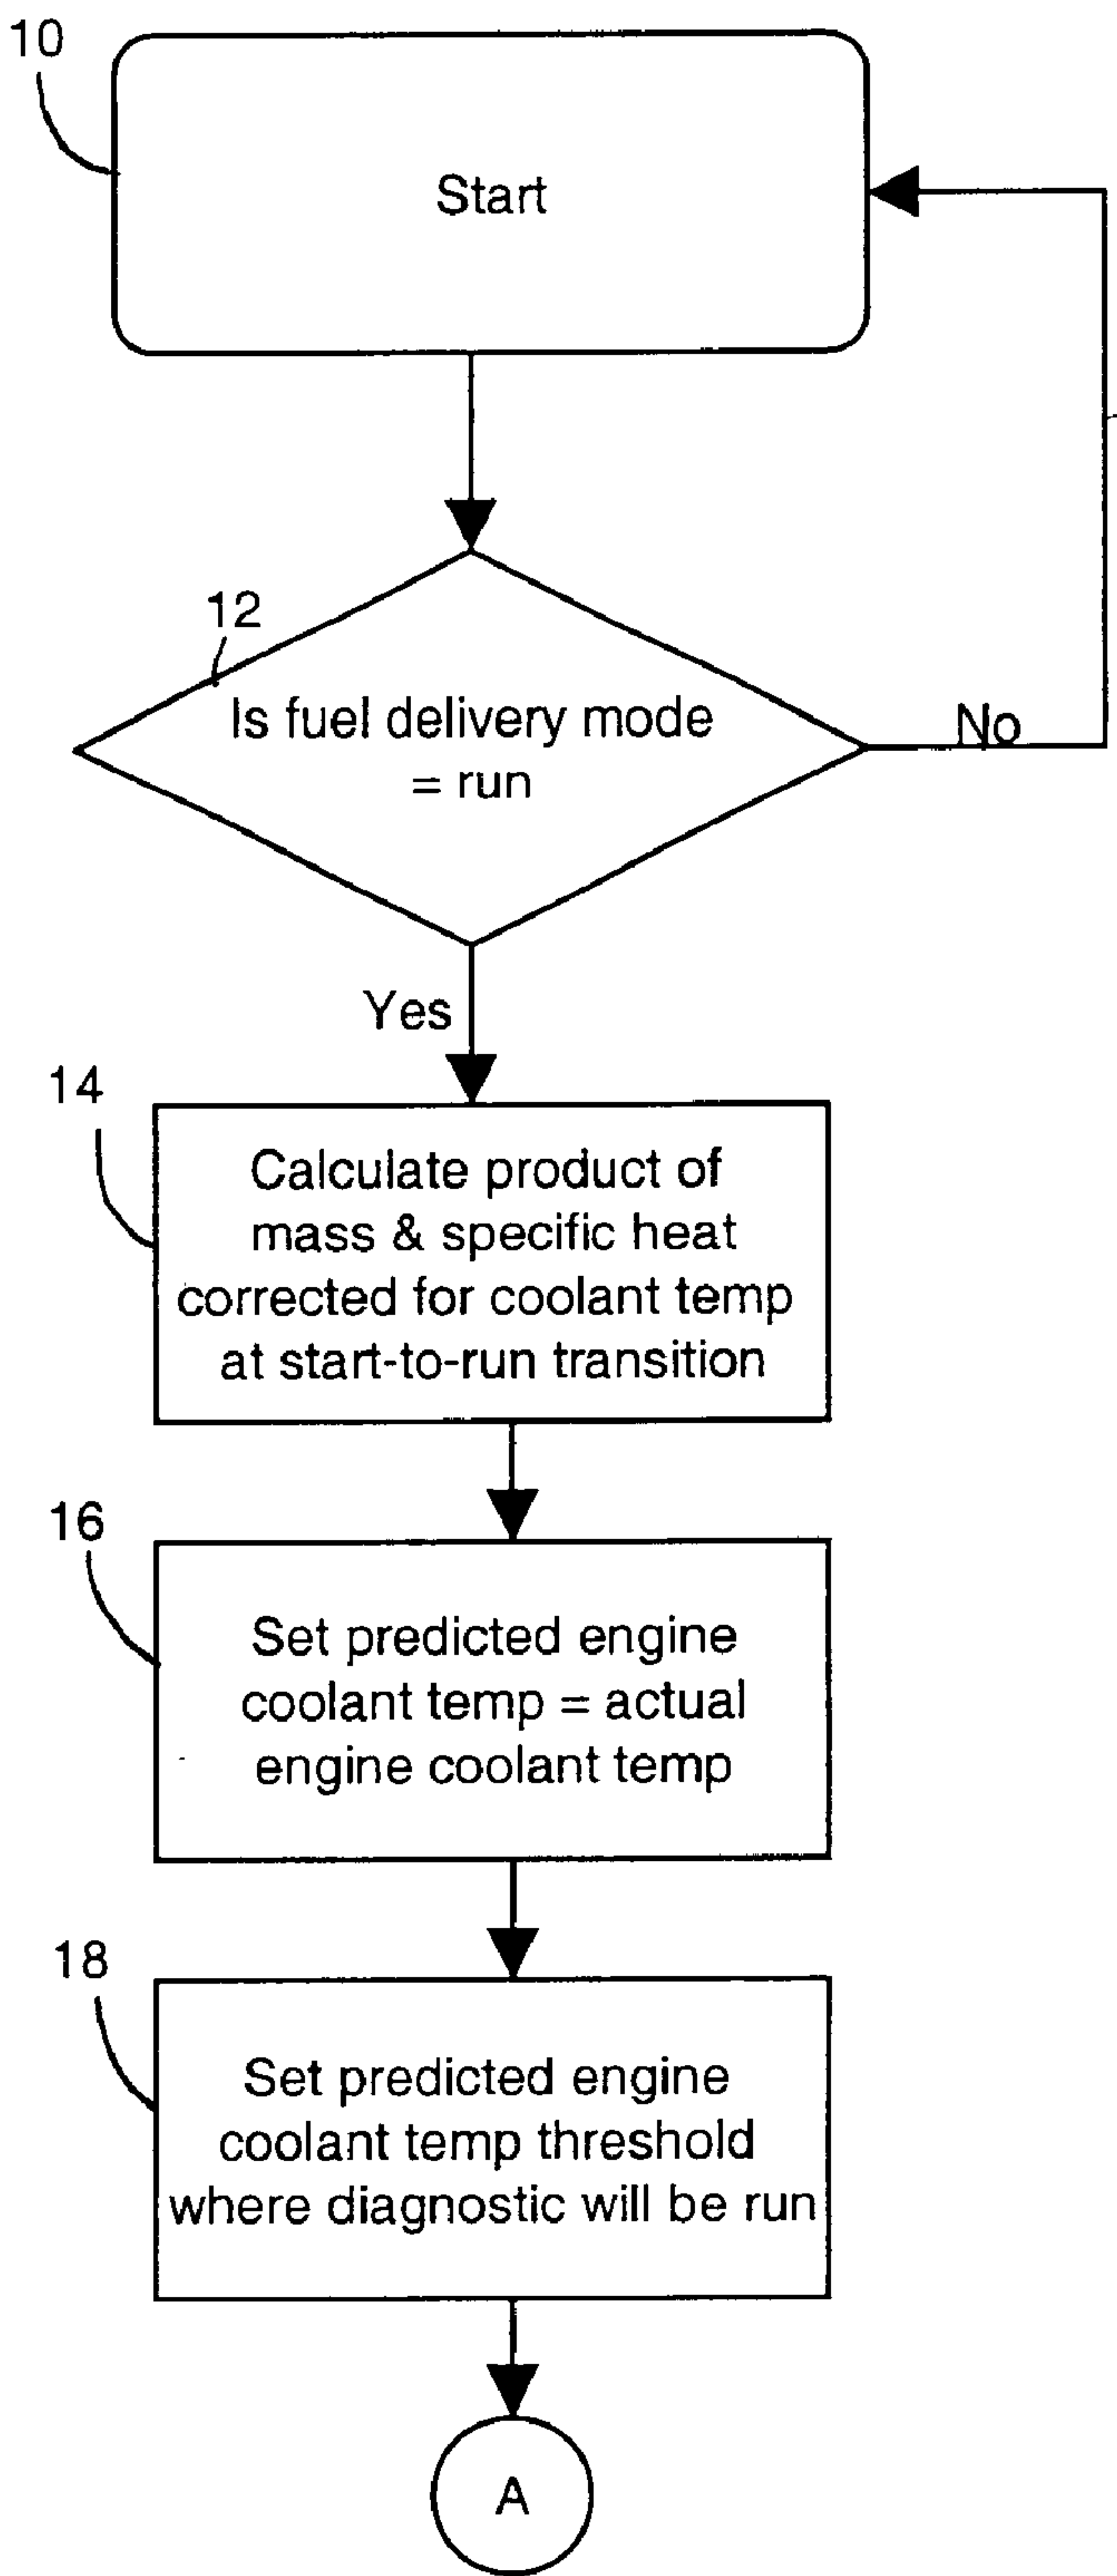 10
Start
12
Is fuel delivery mode
= run
No
Yes
14
Calculate product of
mass & specific heat
corrected for coolant temp
at start-to-run transition
16
Set predicted engine
coolant temp = actual
engine coolant temp
18
Set predicted engine
coolant temp threshold
where diagnostic will be run
A